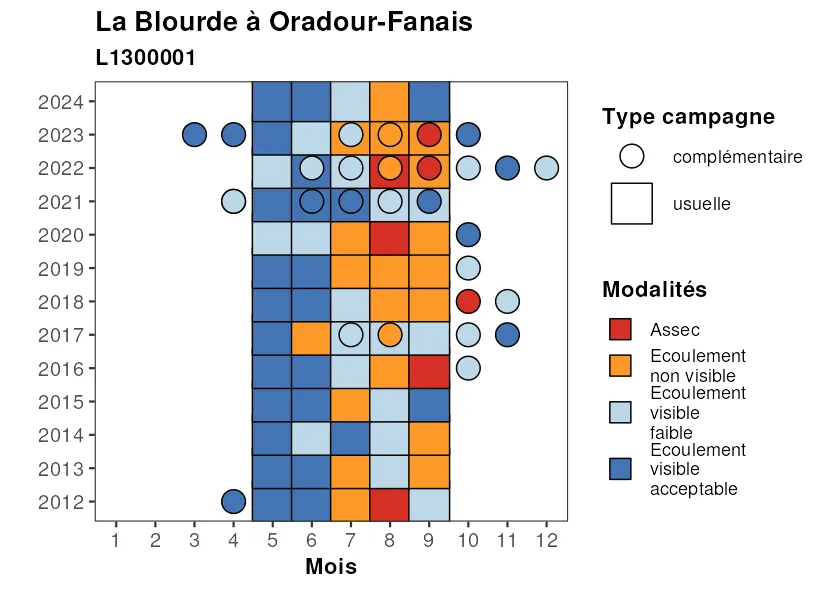 La Blourde à Oradour-Fanais
L1300001
2024
2023
2022
2021
2020
2019
2018
2017
2016
2015
2014
2013
2012
1 2 3 4 5 6 7 8 9 10 11 12
Mois
Type campagne
complémentaire
usuelle
Modalités
Assec
Ecoulement
non visible
Ecoulement
visible
faible
Ecoulement
visible
acceptable